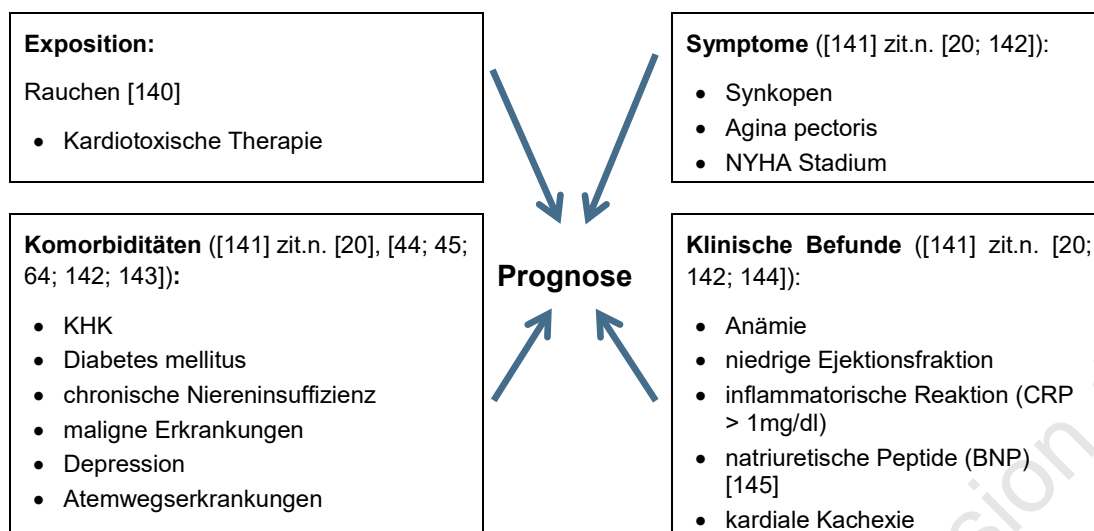 Exposition:
Rauchen [140]
• Kardiotoxische Therapie
Symptome ([141] zit.n. [20; 142]):
• Synkopen
• Agina pectoris
• NYHA Stadium
Komorbiditäten ([141] zit.n. [20], [44; 45;
64; 142; 143]):
• KHK
• Diabetes mellitus
• chronische Niereninsuffizienz
• maligne Erkrankungen
• Depression
• Atemwegserkrankungen
Prognose
Klinische Befunde ([141] zit.n. [20;
142; 144]):
• Anämie
• niedrige Ejektionsfraktion
• inflammatorische Reaktion (CRP
> 1mg/dl)
• natriuretische Peptide (BNP)
[145]
• kardiale Kachexie